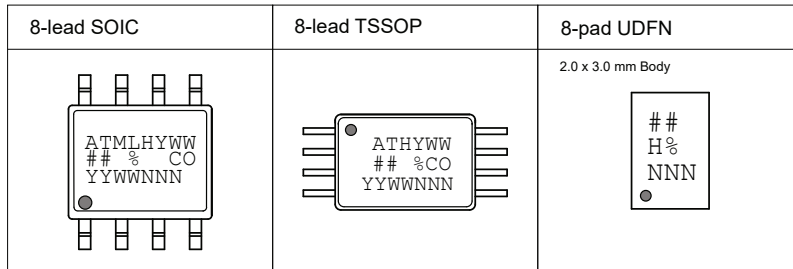 8-lead SOIC
8-lead TSSOP
8-pad UDFN
2.0 x 3.0 mm Body
ATMLHYWW
## % CO
YYWWNNN
ATHYWW
## %CO
YYWWNNN
##
H%
NNN